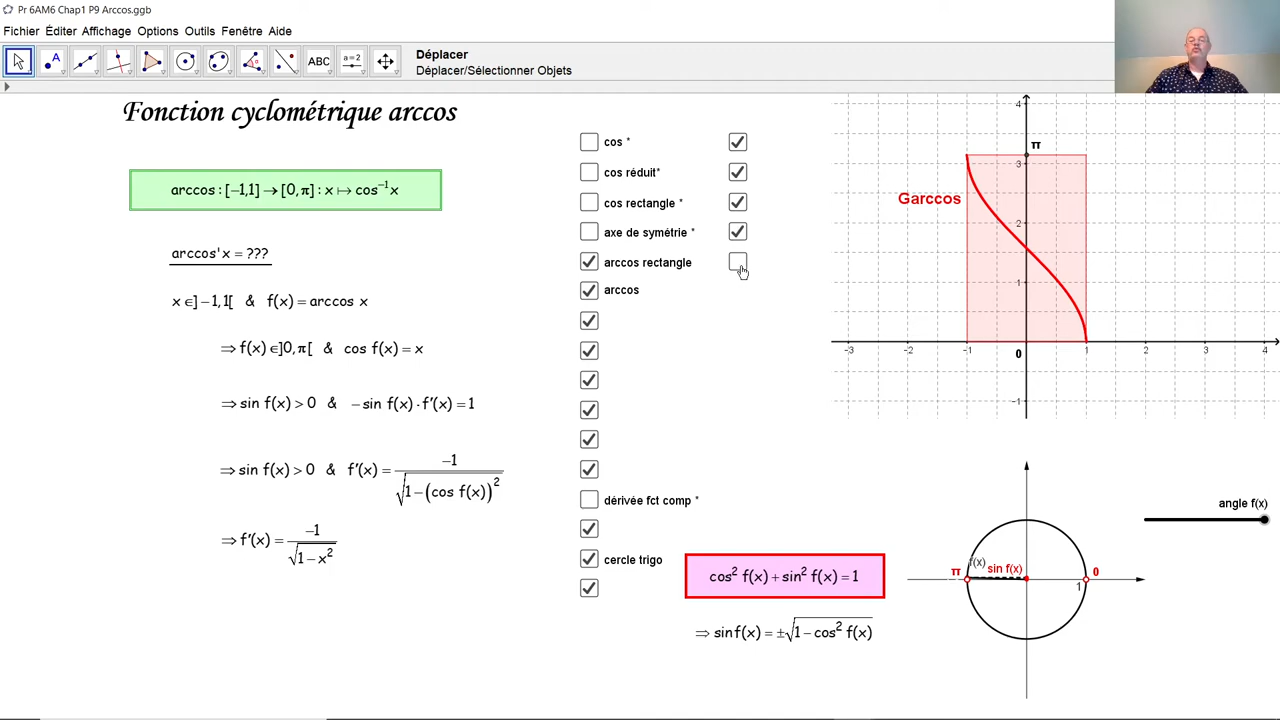 Pr 6AM6 Chap1 P9 Arccos.ggb
Fichier Éditer Affichage Options Outils Fenêtre Aide
A ABC a=2
Déplacer
Déplacer/Sélectionner Objets
Fonction cyclométrique arccos
arccos : [−1,1] → [0, π] : x ↦ cos⁻¹ x
arccos'x = ???
x ∈]−1,1[ & f(x) = arccos x
⇒ f(x) ∈]0, π[ & cos f(x) = x
⇒ sin f(x) > 0 & − sin f(x) · f'(x) = 1
⇒ sin f(x) > 0 & f'(x) = −1 / √(1−(cos f(x))²)
⇒ f'(x) = −1 / √(1−x²)
cos *
cos réduit*
cos rectangle *
axe de symétrie *
arccos rectangle
arccos
dérivée fct comp *
cercle trigo
cos² f(x) + sin² f(x) = 1
⇒ sinf(x) = ±√(1−cos² f(x))
4
π
3
Garccos
2
1
-3 -2 -1 0 1 2 3 4
-1
angle f(x)
f(x)
π sin f(x) 0
1